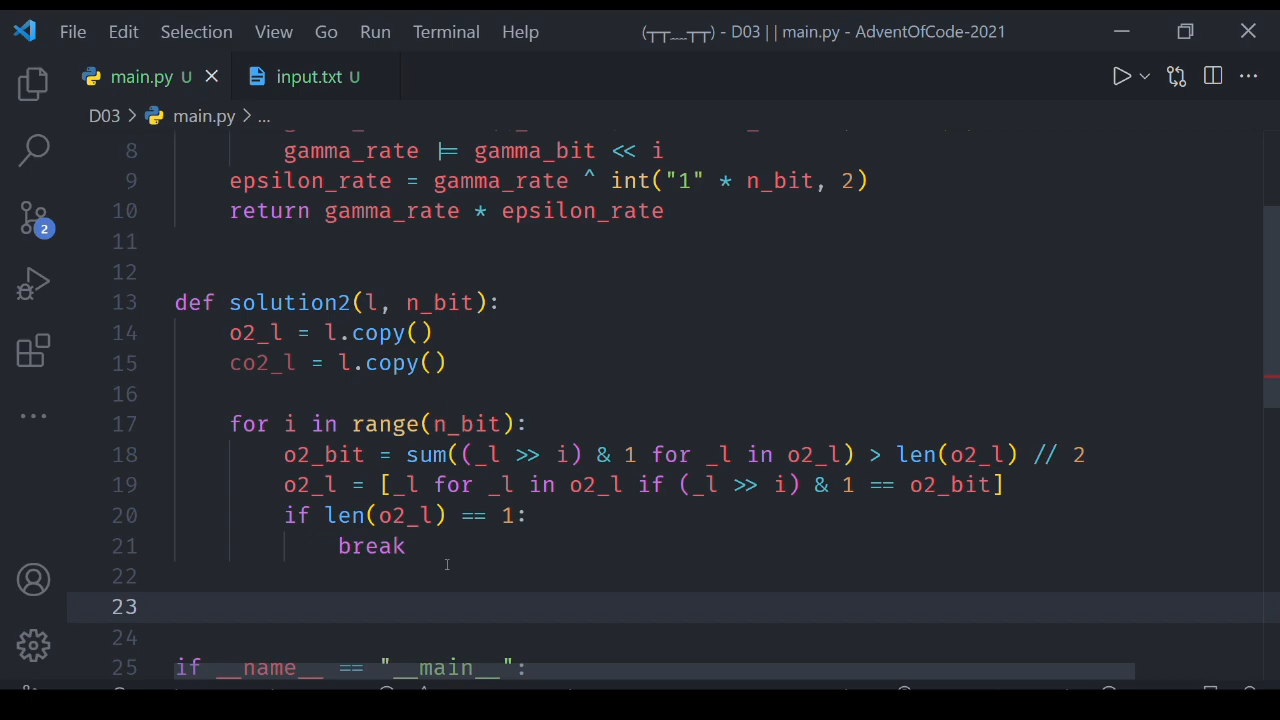 File Edit Selection View Go Run Terminal Help (┬┬﹏┬┬) - D03 | | main.py - AdventOfCode-2021
main.py U input.txt U
D03 > main.py > ...
8 gamma_rate |= gamma_bit << i
9 epsilon_rate = gamma_rate ^ int("1" * n_bit, 2)
10 return gamma_rate * epsilon_rate
11
12
13 def solution2(l, n_bit):
14 o2_l = l.copy()
15 co2_l = l.copy()
16
17 for i in range(n_bit):
18 o2_bit = sum((_l >> i) & 1 for _l in o2_l) > len(o2_l) // 2
19 o2_l = [_l for _l in o2_l if (_l >> i) & 1 == o2_bit]
20 if len(o2_l) == 1:
21 break
22
23
24
25 if __name__ == "__main__":
2